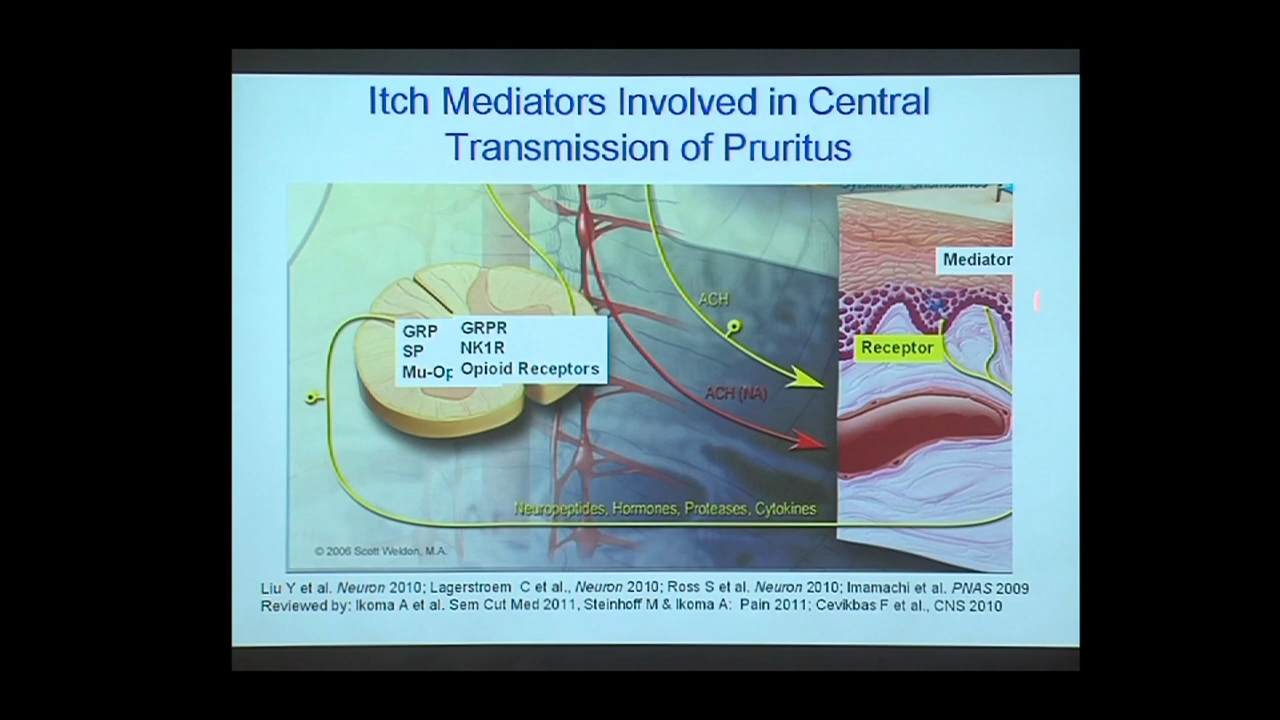 Itch Mediators Involved in Central
Transmission of Pruritus
Mediator
ACH
GRP
SP
Mu-Op
GRPR
NK1R
Opioid Receptors
Receptor
ACH (NA)
Neuropeptides, Hormones, Proteases, Cytokines
© 2006 Scott Weldon, M.A.
Liu Y et al. Neuron 2010; Lagerstroem C et al., Neuron 2010; Ross S et al. Neuron 2010; Imamachi et al. PNAS 2009
Reviewed by: Ikoma A et al. Sem Cut Med 2011, Steinhoff M & Ikoma A: Pain 2011; Cevikbas F et al., CNS 2010